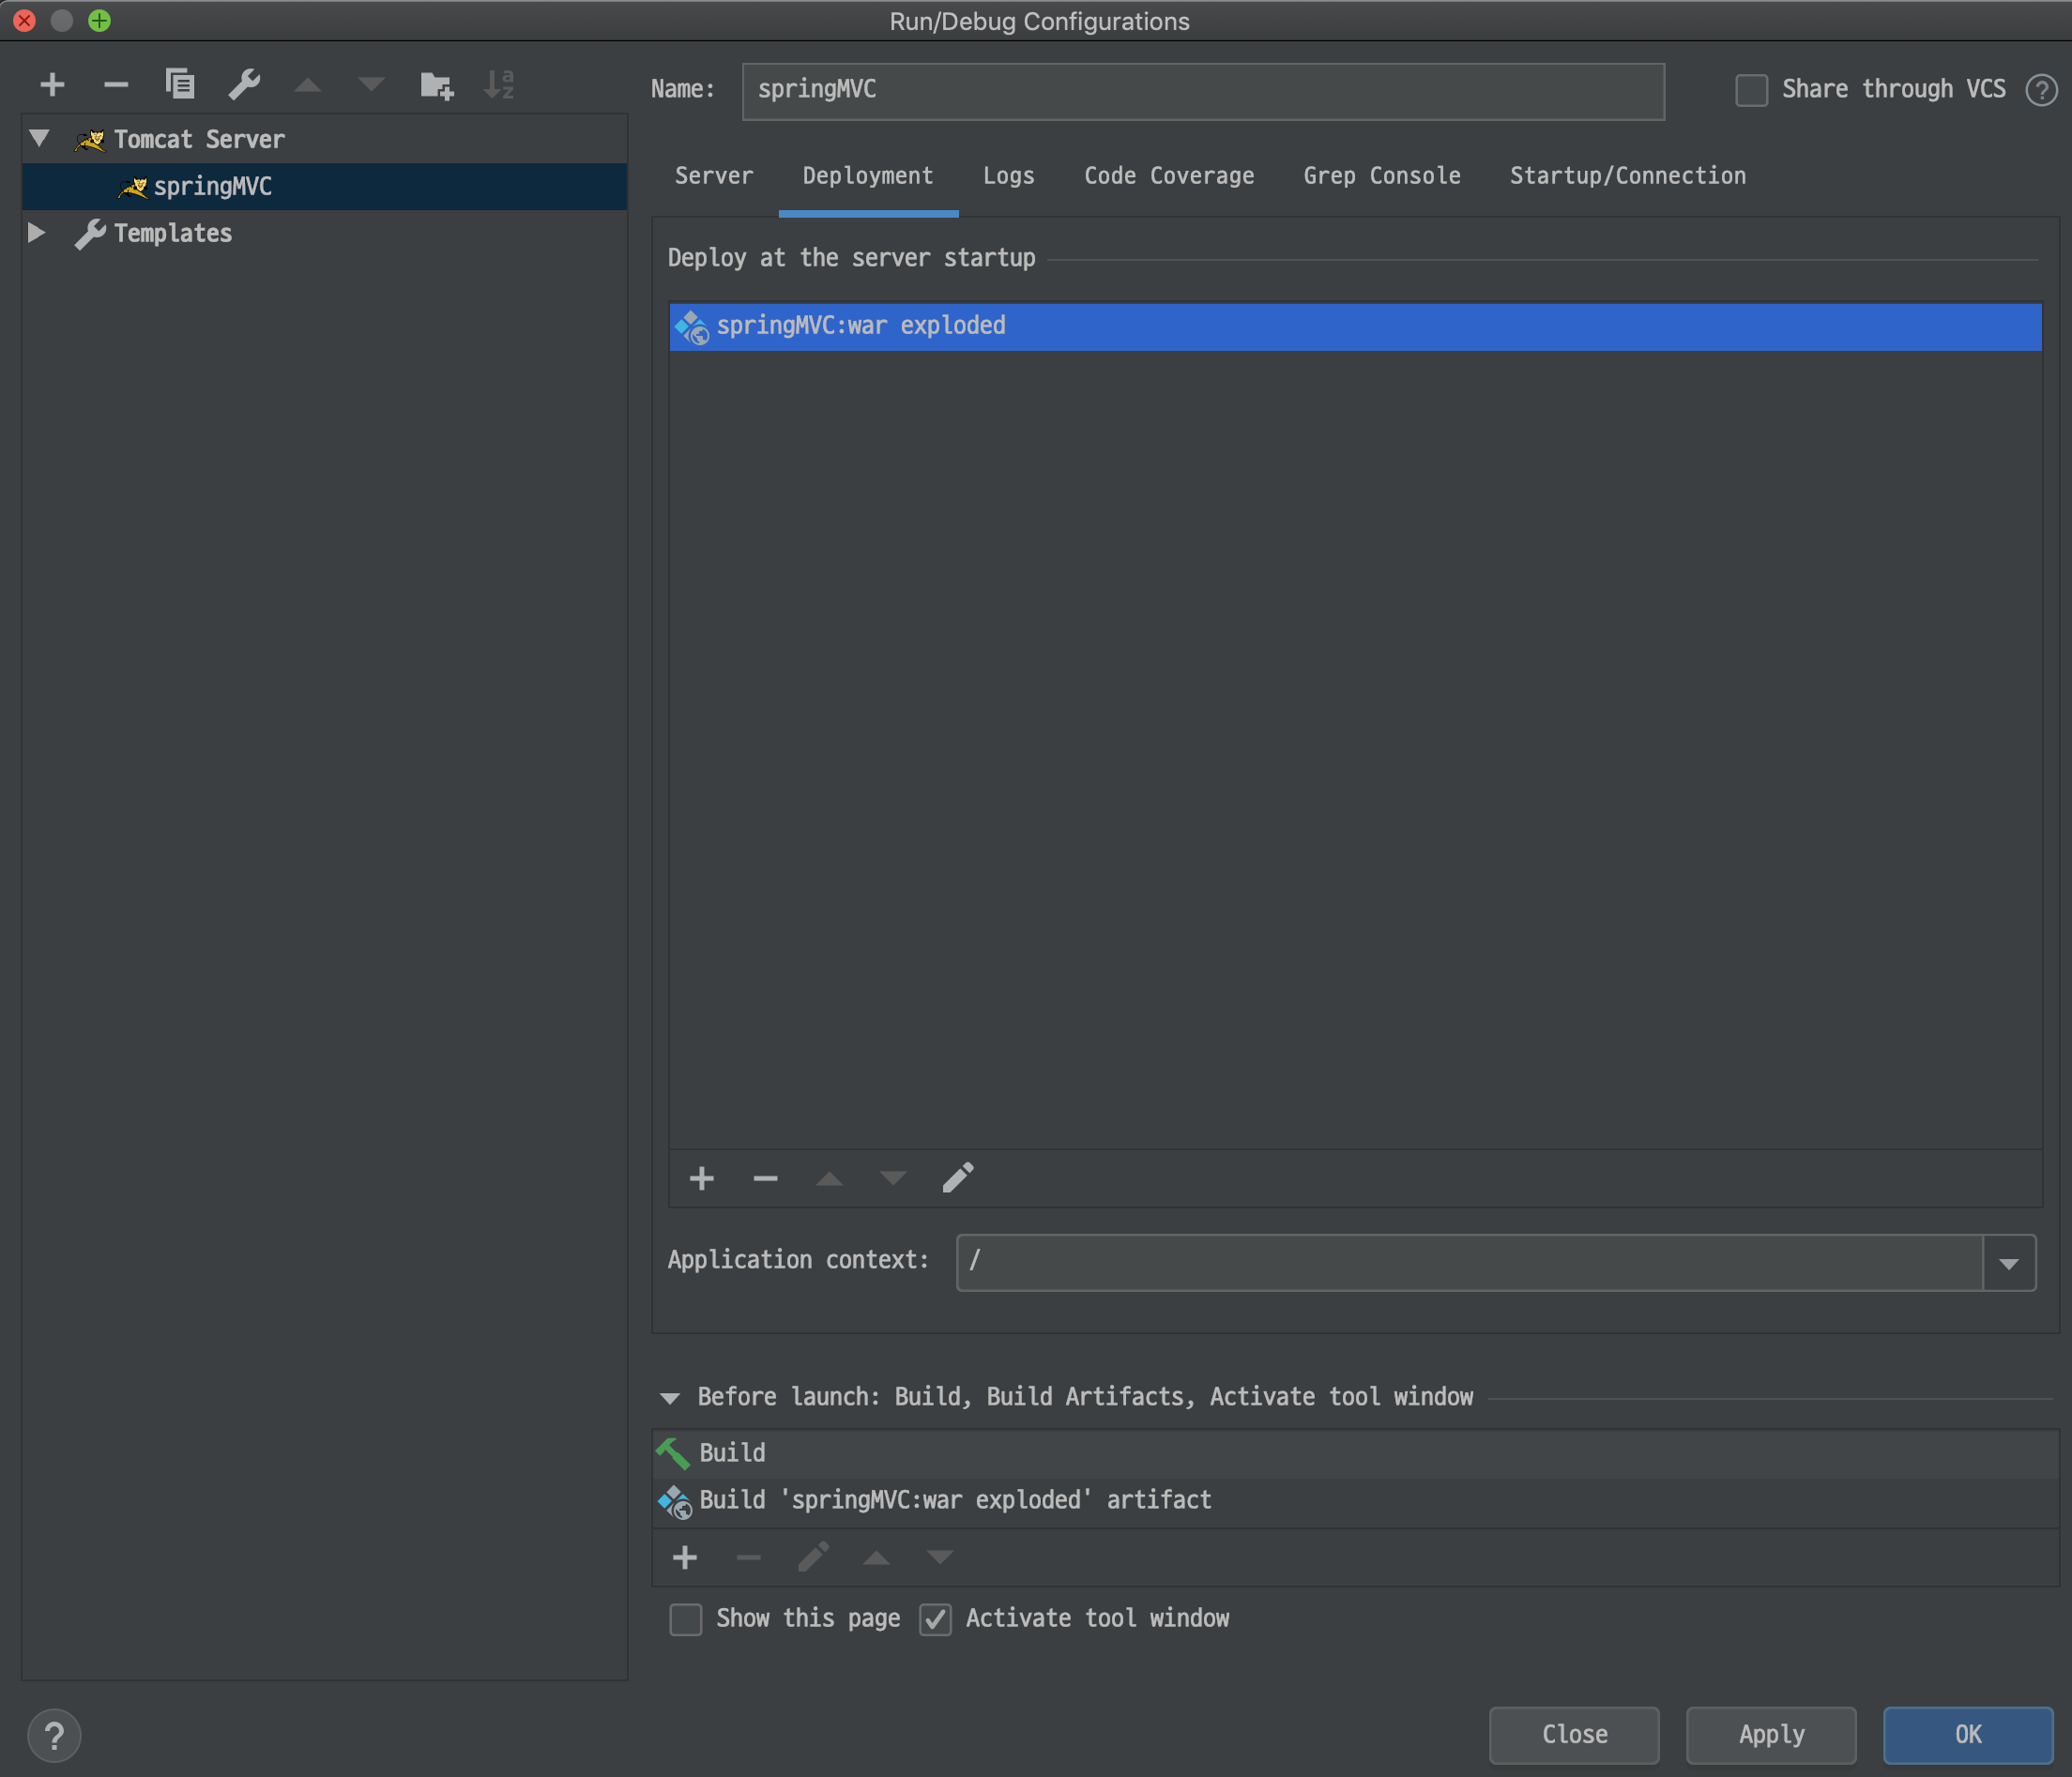 Run/Debug Configurations
Name: springMVC Share through VCS ?
Tomcat Server
springMVC
Templates
Server Deployment Logs Code Coverage Grep Console Startup/Connection
Deploy at the server startup
springMVC:war exploded
Application context: /
Before launch: Build, Build Artifacts, Activate tool window
Build
Build 'springMVC:war exploded' artifact
Show this page Activate tool window
? Close Apply OK